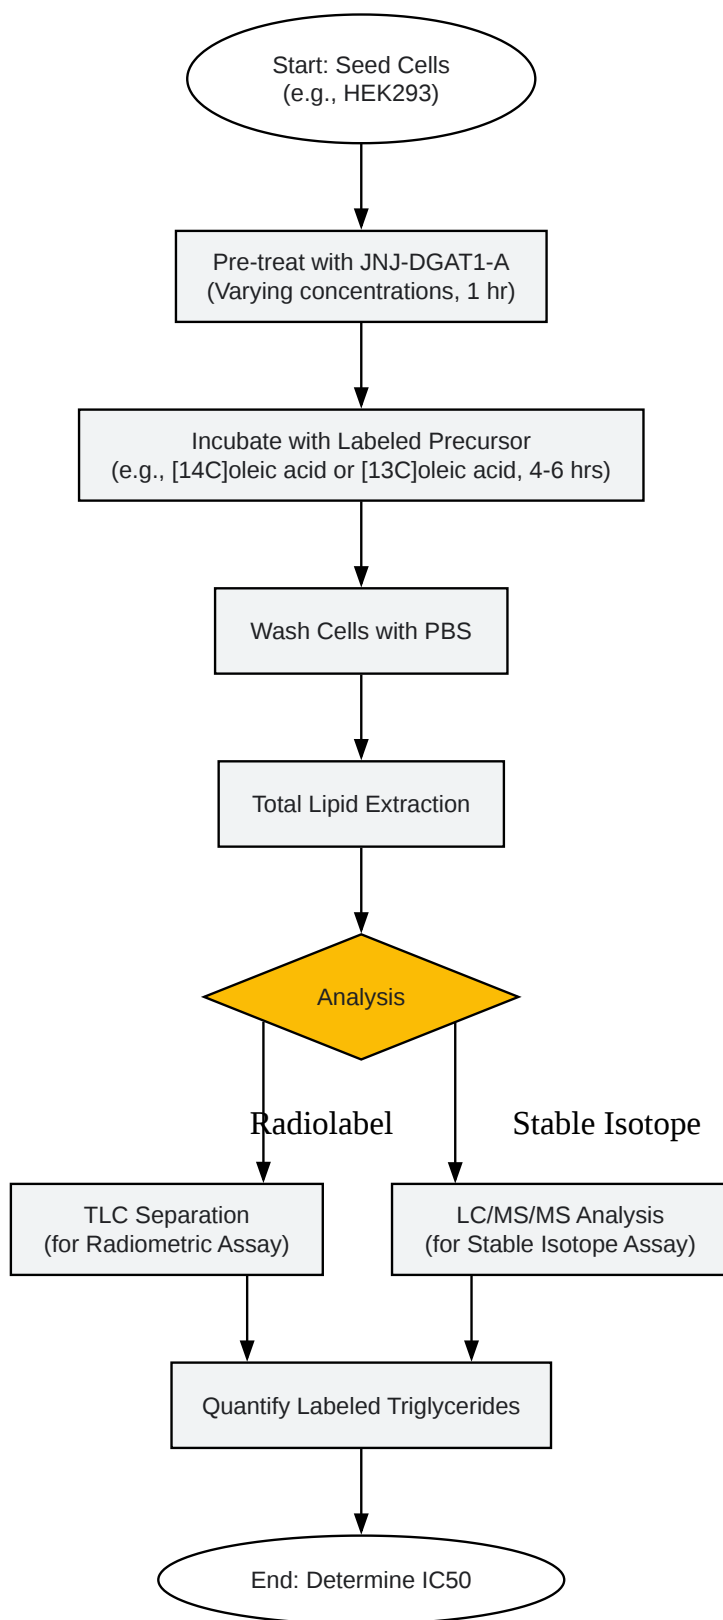 Start: Seed Cells
(e.g., HEK293)
Pre-treat with JNJ-DGAT1-A
(Varying concentrations, 1 hr)
Incubate with Labeled Precursor
(e.g., [14C]oleic acid or [13C]oleic acid, 4-6 hrs)
Wash Cells with PBS
Total Lipid Extraction
Analysis
Radiolabel
Stable Isotope
TLC Separation
(for Radiometric Assay)
LC/MS/MS Analysis
(for Stable Isotope Assay)
Quantify Labeled Triglycerides
End: Determine IC50